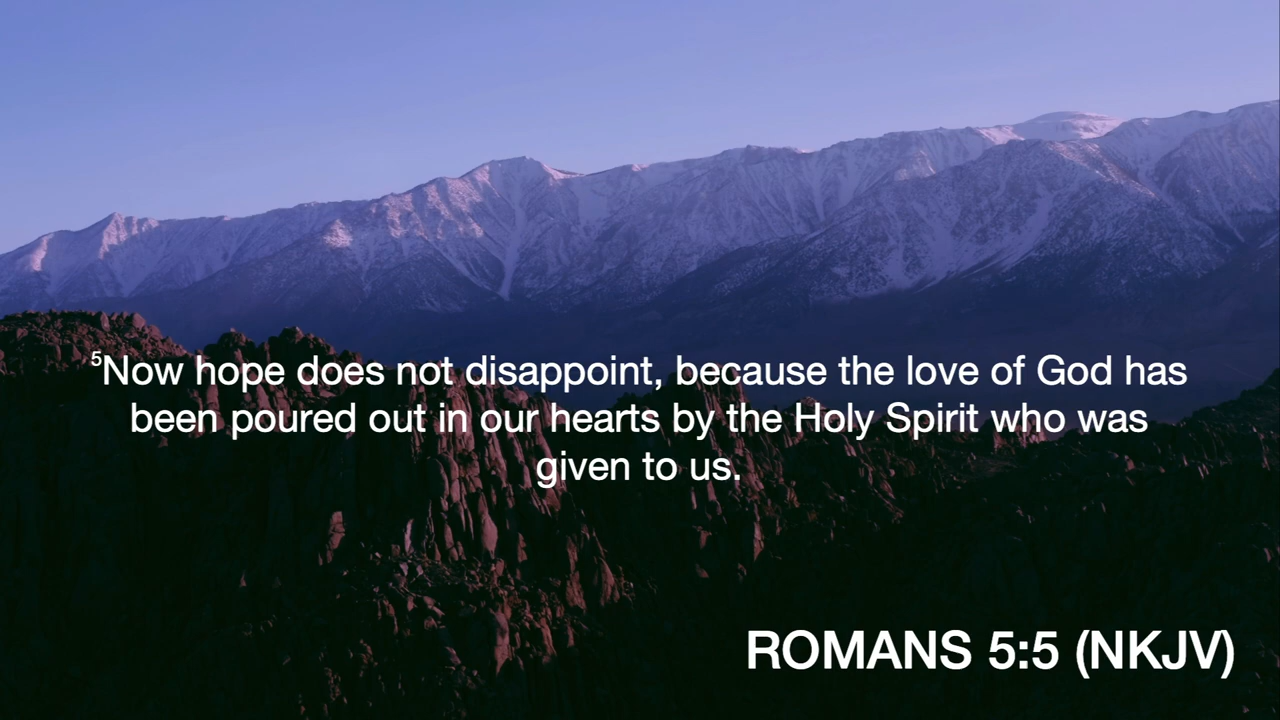 ⁵Now hope does not disappoint, because the love of God has
been poured out in our hearts by the Holy Spirit who was
given to us.
ROMANS 5:5 (NKJV)